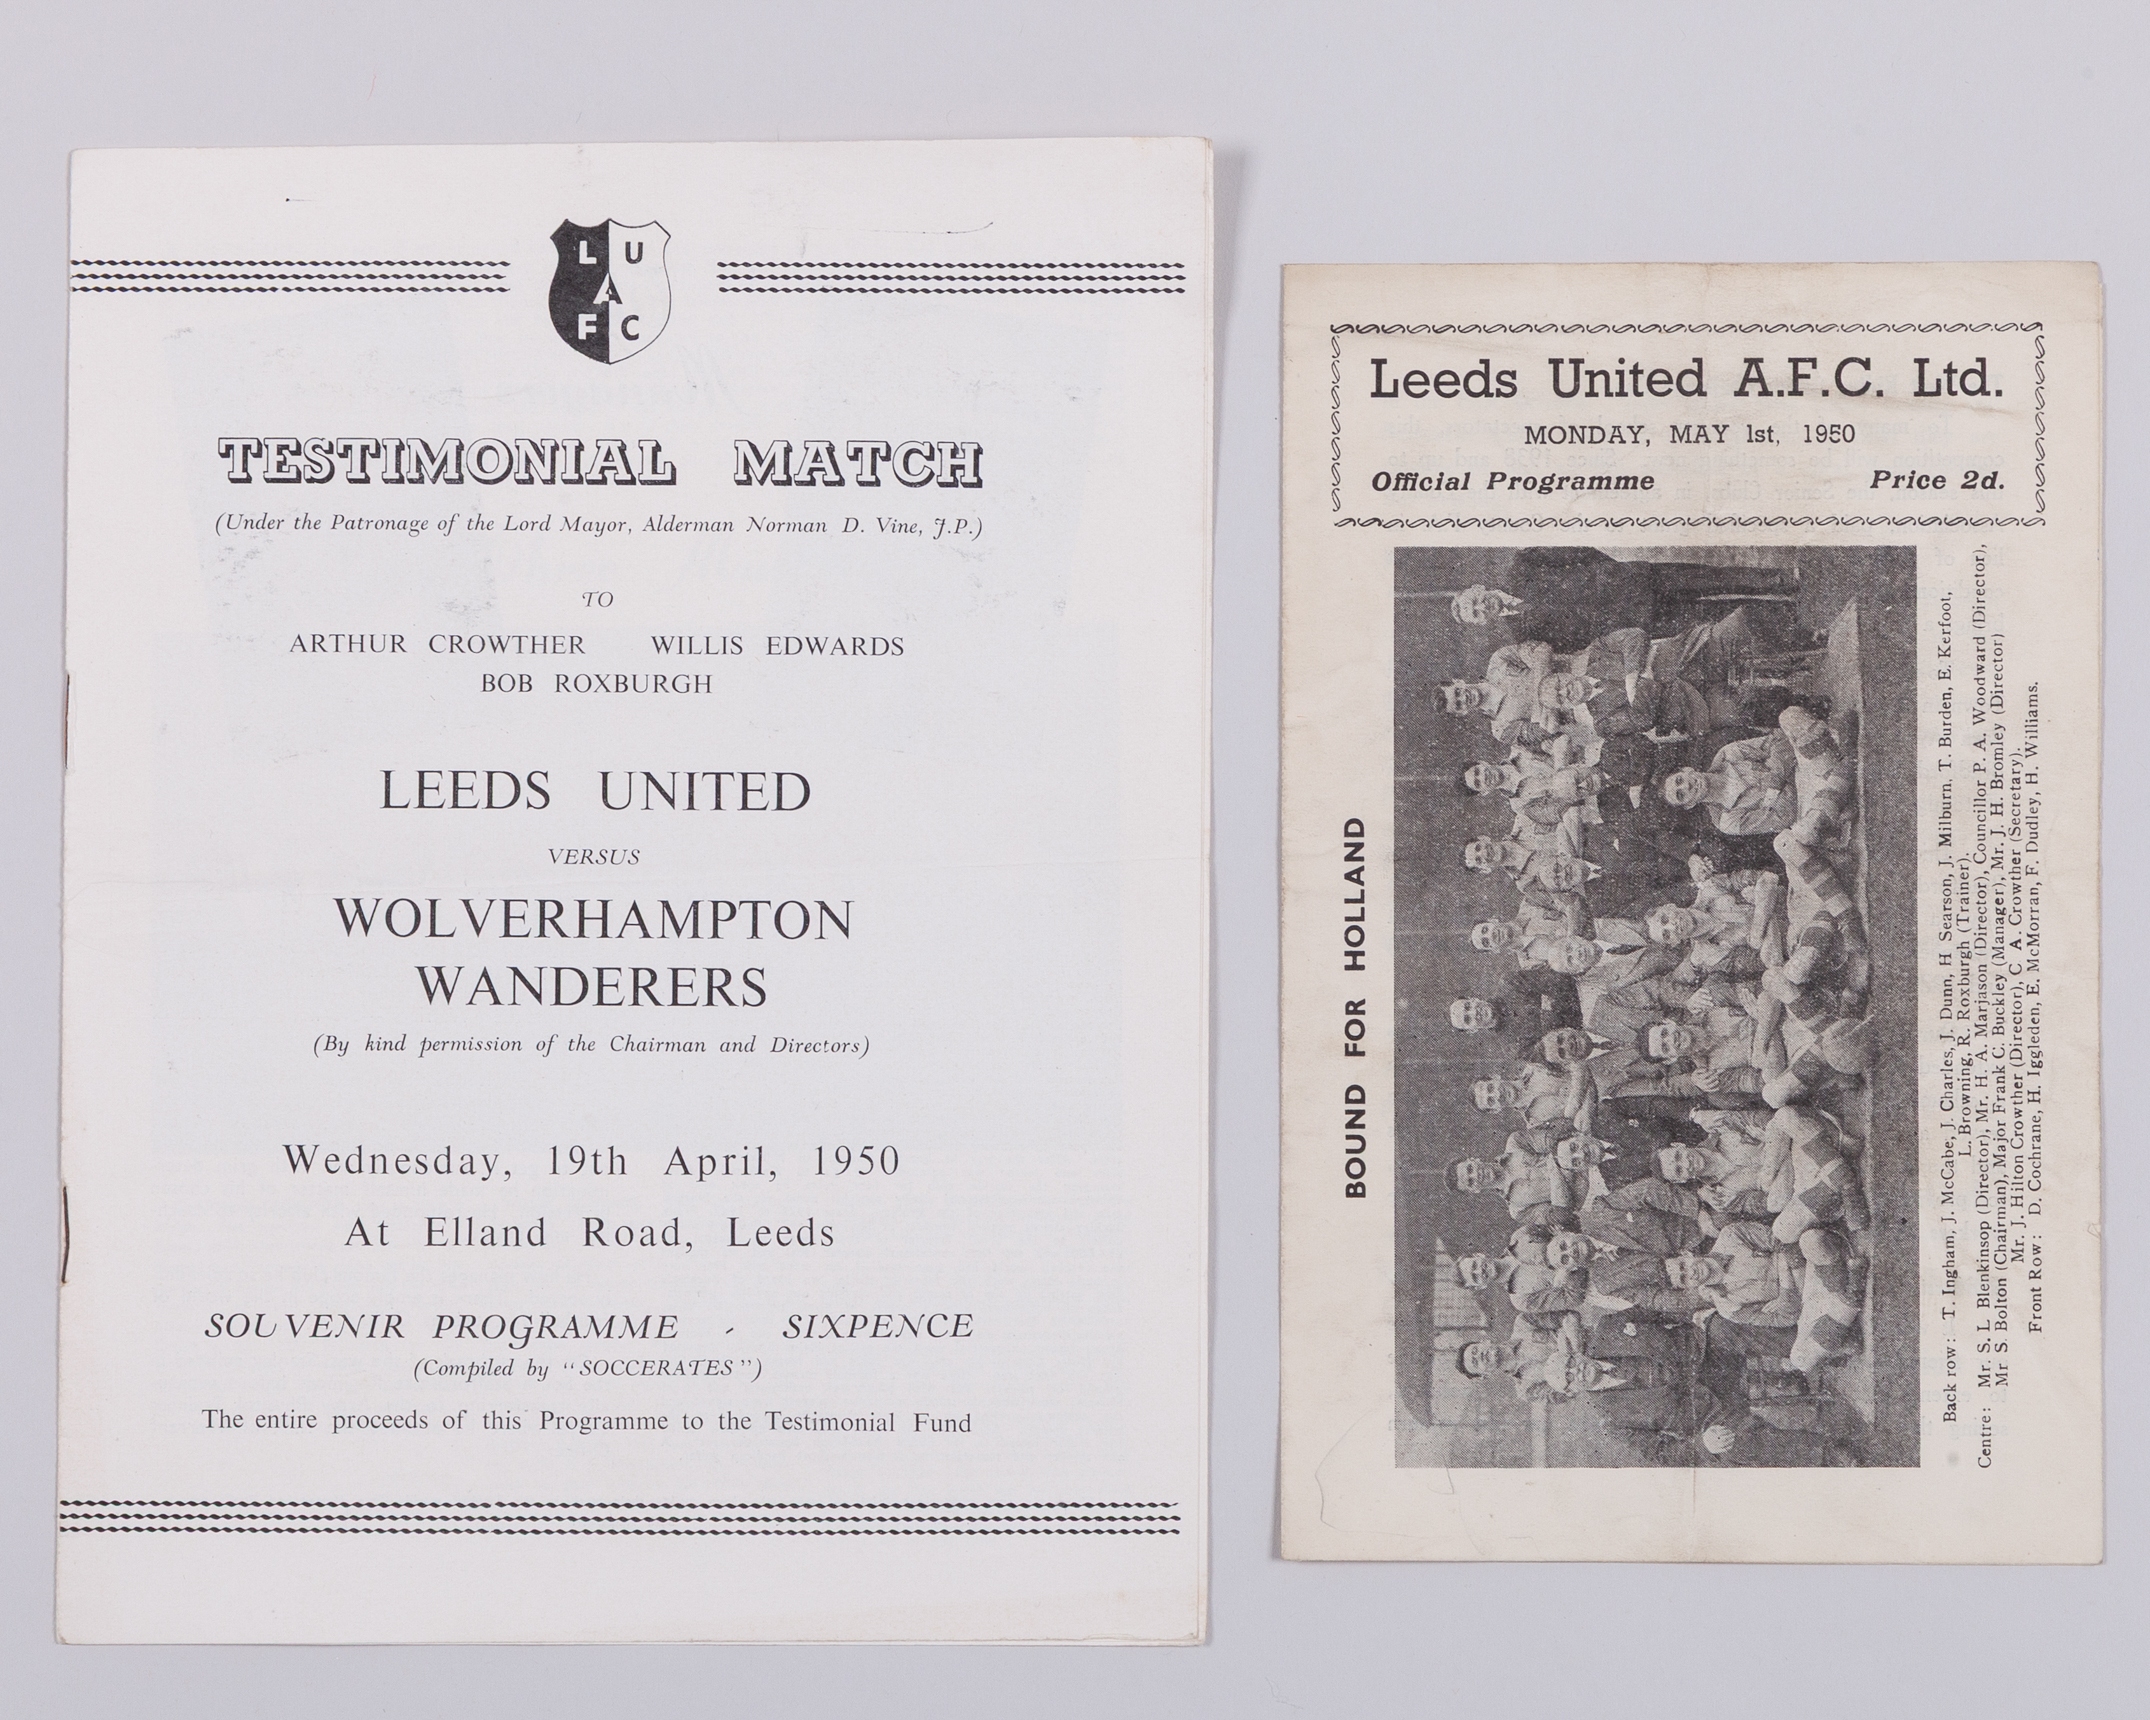 L U
A
F C
TESTIMONIAL MATCH
(Under the Patronage of the Lord Mayor, Alderman Norman D. Vine, J.P.)
TO
ARTHUR CROWTHER WILLIS EDWARDS
BOB ROXBURGH
LEEDS UNITED
VERSUS
WOLVERHAMPTON
WANDERERS
(By kind permission of the Chairman and Directors)
Wednesday, 19th April, 1950
At Elland Road, Leeds
SOUVENIR PROGRAMME - SIXPENCE
(Compiled by "SOCCERATES")
The entire proceeds of this Programme to the Testimonial Fund
Leeds United A.F.C. Ltd.
MONDAY, MAY 1st, 1950
Official Programme Price 2d.
BOUND FOR HOLLAND
Back row: T. Ingham, J. McCabe, J. Charles, J. Dunn, H Searson, J. Milburn, T. Burden, E. Kerfoot,
L. Browning, R. Roxburgh (Trainer).
Centre: Mr. S. L Blenkinsop (Director), Mr. H. A. Marjason (Director), Councillor P. A. Woodward (Director),
Mr S. Bolton (Chairman), Major Frank C. Buckley (Manager), Mr. J. H. Bromley (Director)
Mr. J. Hilton Crowther (Director), C A. Crowther (Secretary).
Front Row: D. Cochrane, H. Iggleden, E. McMorran, F. Dudley, H. Williams.